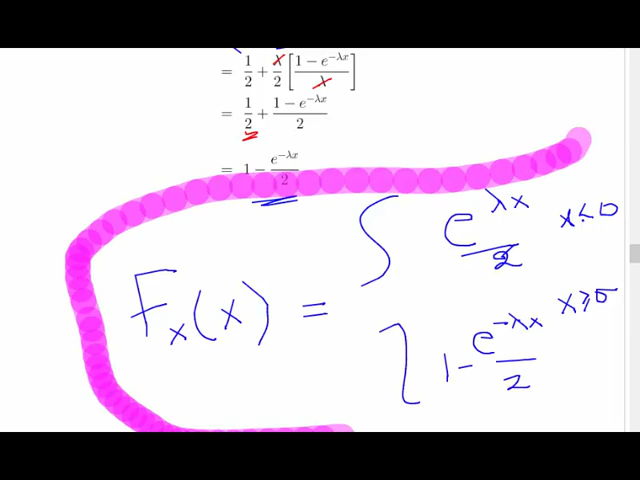 = 1/2 + λ/2 [ (1 − e^{−λx}) / λ ]
= 1/2 + (1 − e^{−λx}) / 2
= 1 − e^{−λx} / 2
F_x(x) = { e^{λx} / 2 x<0
1 − e^{−λx} / 2 x≥0